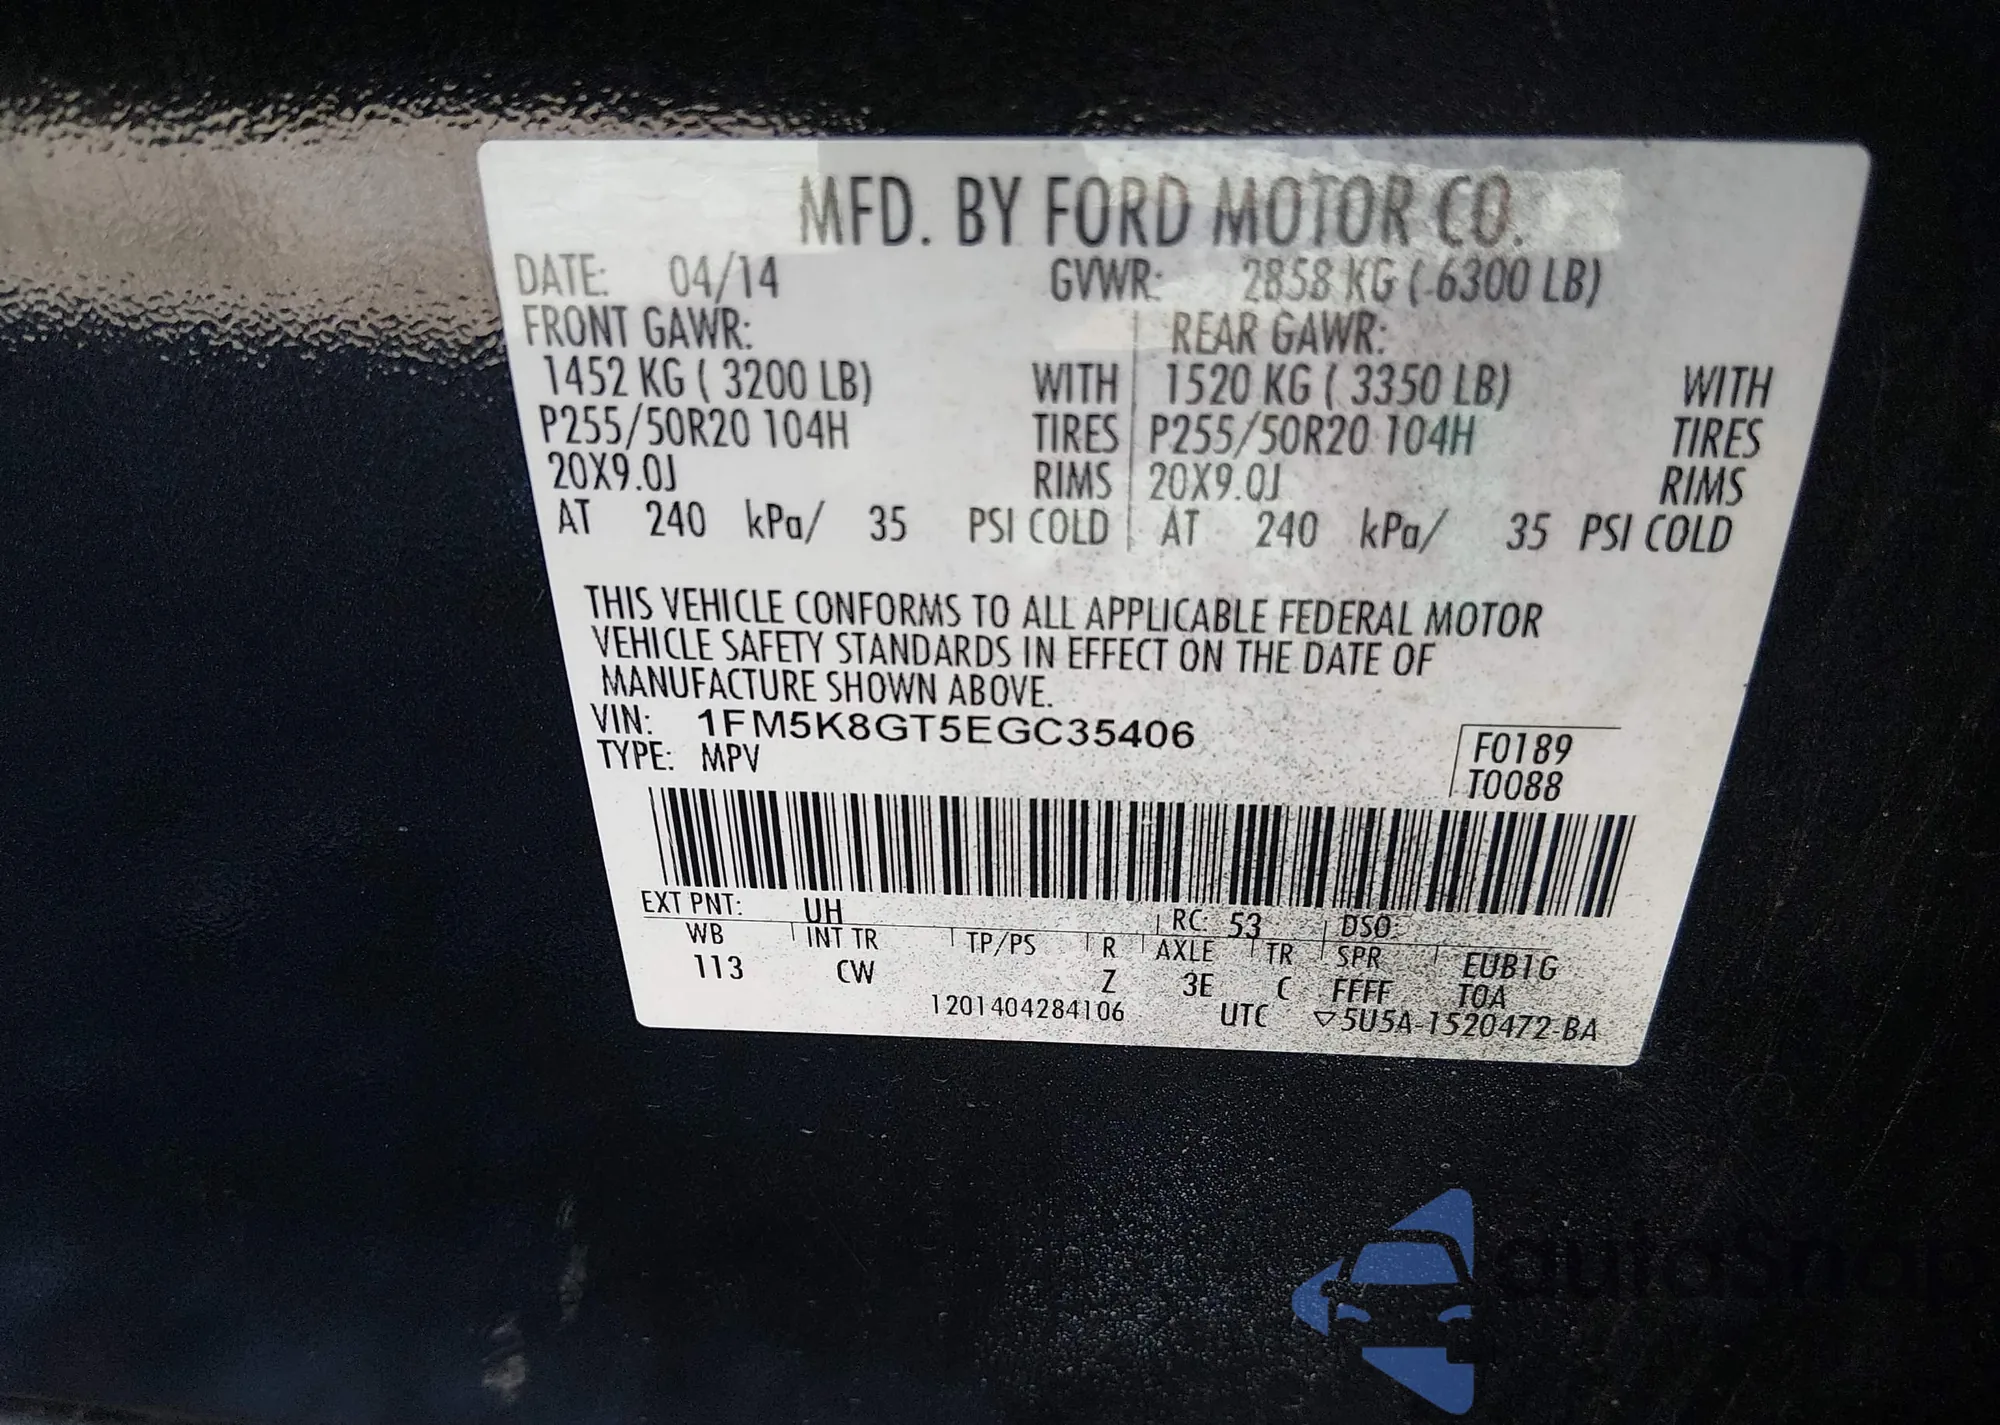 MFD. BY FORD MOTOR CO.
DATE: 04/14 GVWR: 2858 KG ( 6300 LB)
FRONT GAWR: REAR GAWR:
1452 KG ( 3200 LB) WITH 1520 KG ( 3350 LB) WITH
P255/50R20 104H TIRES P255/50R20 104H TIRES
20X9.0J RIMS 20X9.0J RIMS
AT 240 kPa/ 35 PSI COLD AT 240 kPa/ 35 PSI COLD
THIS VEHICLE CONFORMS TO ALL APPLICABLE FEDERAL MOTOR
VEHICLE SAFETY STANDARDS IN EFFECT ON THE DATE OF
MANUFACTURE SHOWN ABOVE.
VIN: 1FM5K8GT5EGC35406
TYPE: MPV
F0189
T0088
EXT PNT: UH RC: 53 DSO:
WB INT TR TP/PS R AXLE TR SPR EUB1G
113 CW Z 3E C FFFF T0A
1201404284106 UTC ▽5U5A-1520472-BA
autoSnap